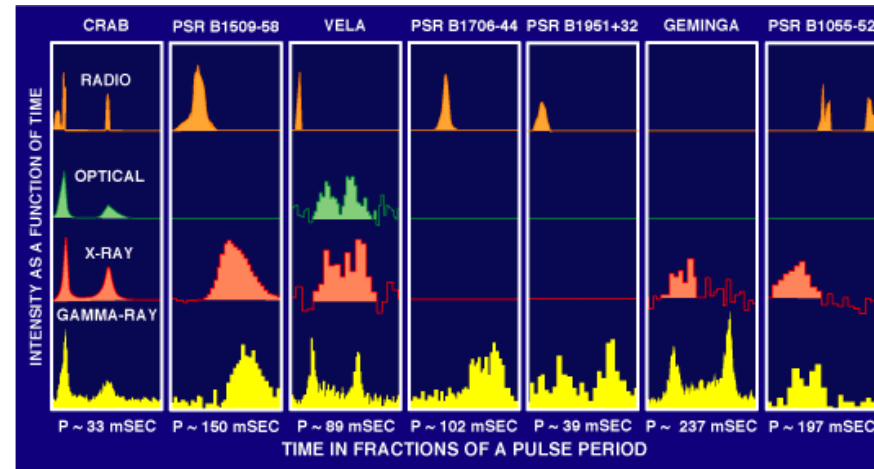 CRAB
PSR B1509-58
VELA
PSR B1706-44
PSR B1951+32
GEMINGA
PSR B1055-52
INTENSITY AS A FUNCTION OF TIME
RADIO
OPTICAL
X-RAY
GAMMA-RAY
P ~ 33 mSEC
P ~ 150 mSEC
P ~ 89 mSEC
P ~ 102 mSEC
P ~ 39 mSEC
P ~ 237 mSEC
P ~ 197 mSEC
TIME IN FRACTIONS OF A PULSE PERIOD